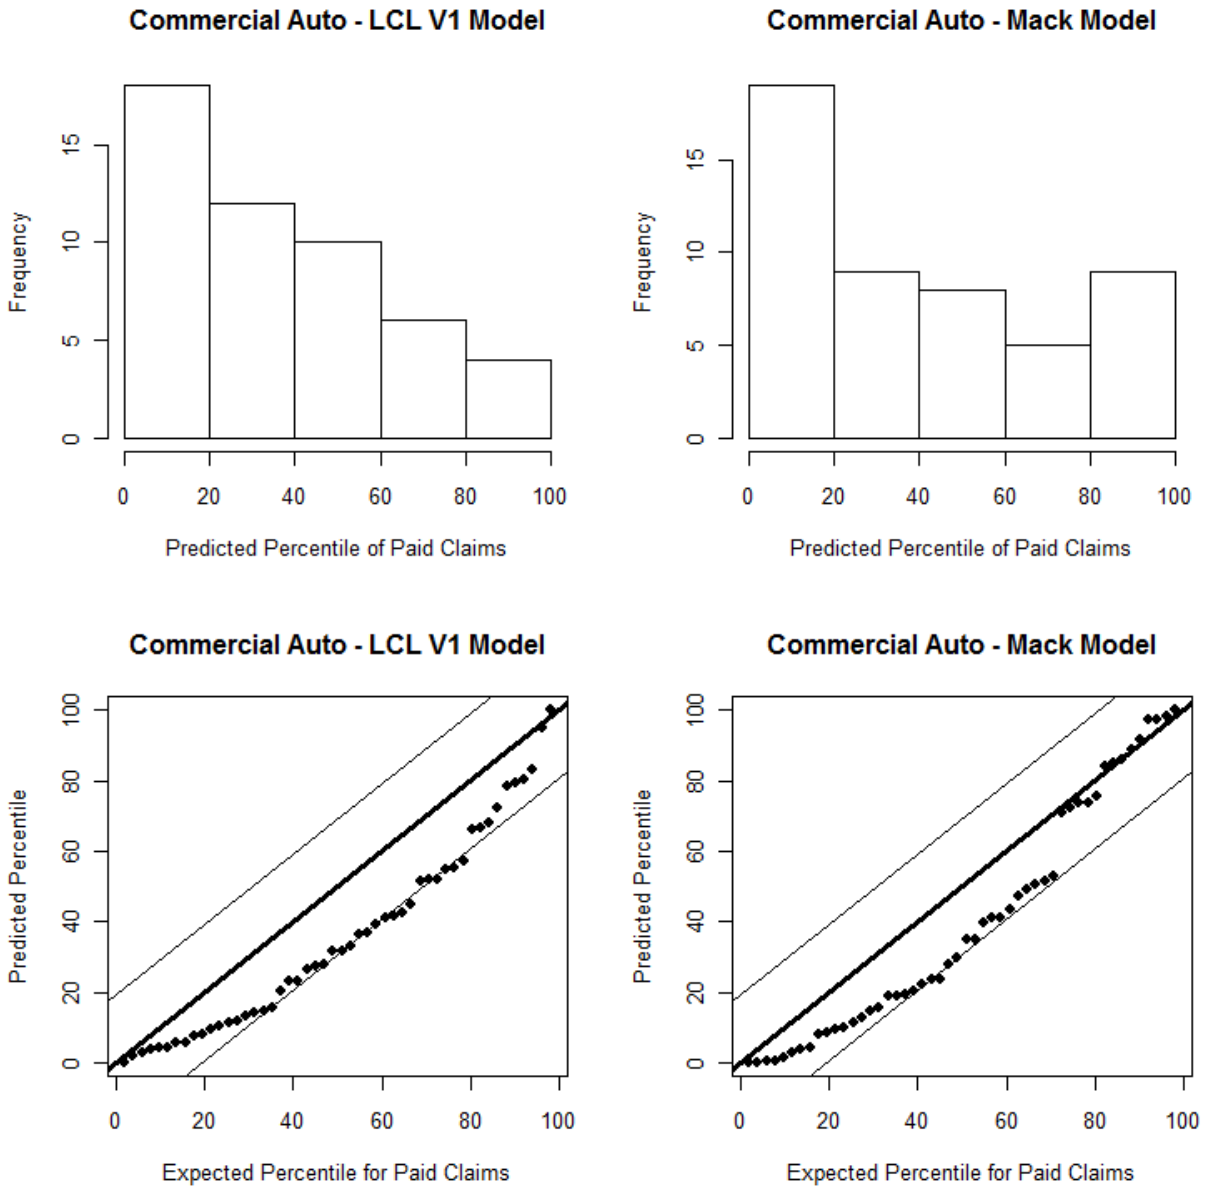 Commercial Auto - LCL V1 Model
Frequency
15
10
5
0
0 20 40 60 80 100
Predicted Percentile of Paid Claims
Commercial Auto - Mack Model
Frequency
15
10
5
0
0 20 40 60 80 100
Predicted Percentile of Paid Claims
Commercial Auto - LCL V1 Model
Predicted Percentile
100
80
60
40
20
0
0 20 40 60 80 100
Expected Percentile for Paid Claims
Commercial Auto - Mack Model
Predicted Percentile
100
80
60
40
20
0
0 20 40 60 80 100
Expected Percentile for Paid Claims